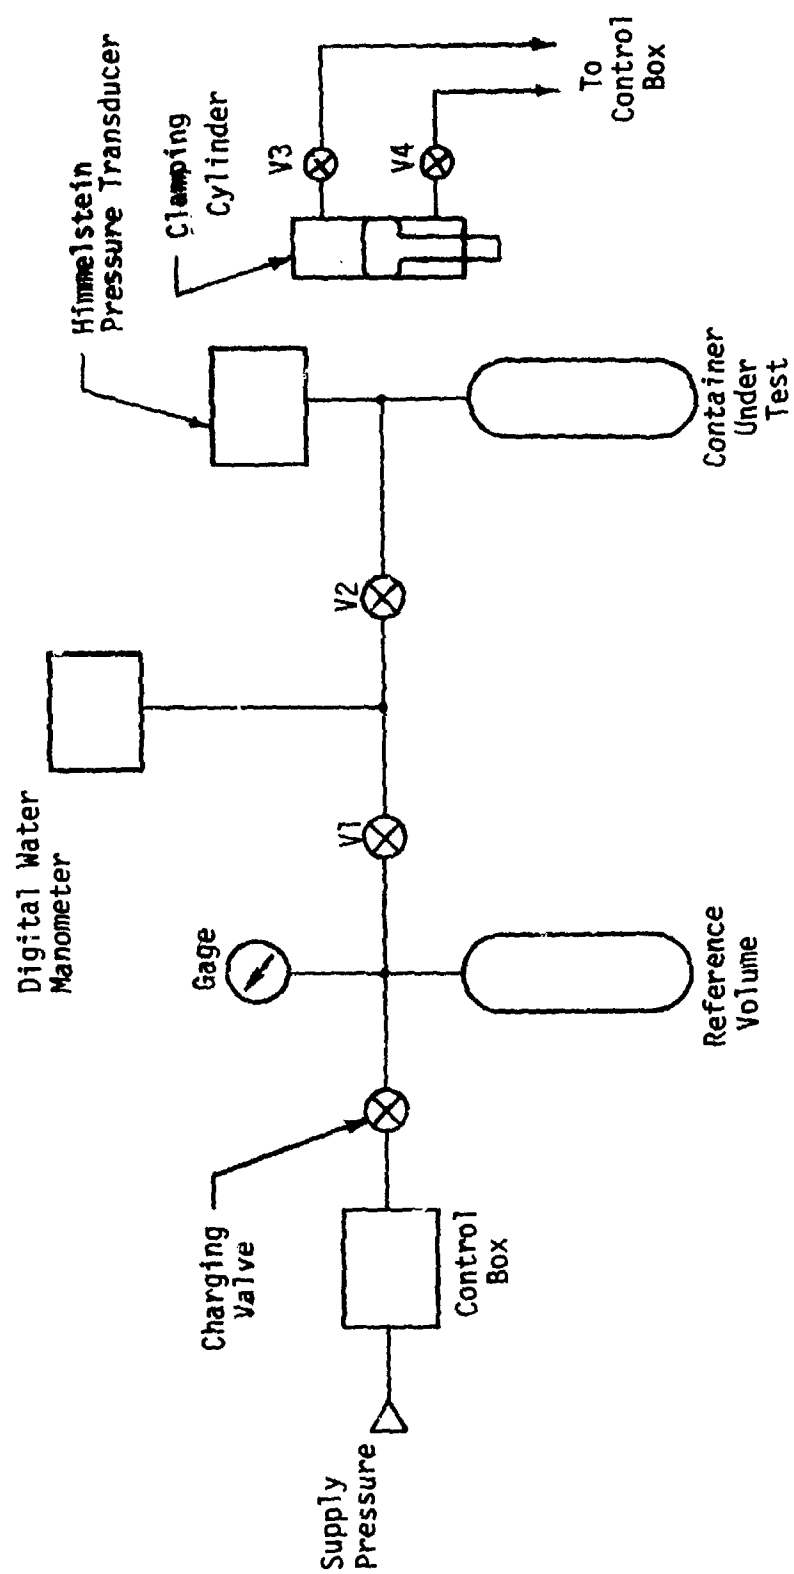 Supply
Pressure
Control
Box
Charging
Valve
Gage
Reference
Volume
V1
Digital Water
Manometer
V2
Himmelstein
Pressure Transducer
Container
Under
Test
Clamping
Cylinder
V3
V4
To
Control
Box